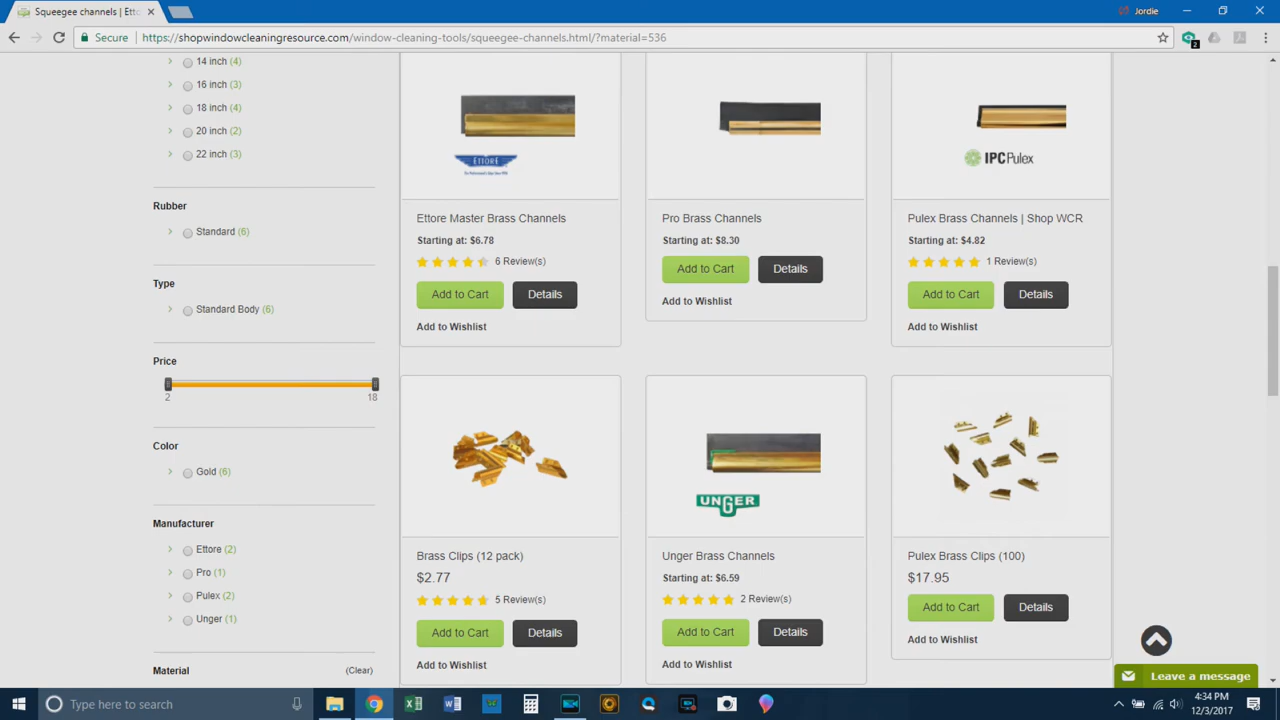 Squeegee channels | Ett
Jordie
Secure
https://shopwindowcleaningresource.com/window-cleaning-tools/squeegee-channels.html/?material=536
2
14 inch (4)
16 inch (3)
18 inch (4)
20 inch (2)
22 inch (3)
Rubber
Standard (6)
Type
Standard Body (6)
Price
2
18
Color
Gold (6)
Manufacturer
Ettore (2)
Pro (1)
Pulex (2)
Unger (1)
Material
(Clear)
ETTORE
Ettore Master Brass Channels
Starting at: $6.78
6 Review(s)
Add to Cart
Details
Add to Wishlist
Pro Brass Channels
Starting at: $8.30
Add to Cart
Details
Add to Wishlist
IPC Pulex
Pulex Brass Channels | Shop WCR
Starting at: $4.82
1 Review(s)
Add to Cart
Details
Add to Wishlist
Brass Clips (12 pack)
$2.77
5 Review(s)
Add to Cart
Details
Add to Wishlist
UNGER
Unger Brass Channels
Starting at: $6.59
2 Review(s)
Add to Cart
Details
Add to Wishlist
Pulex Brass Clips (100)
$17.95
Add to Cart
Details
Add to Wishlist
Leave a message
Type here to search
4:34 PM
12/3/2017